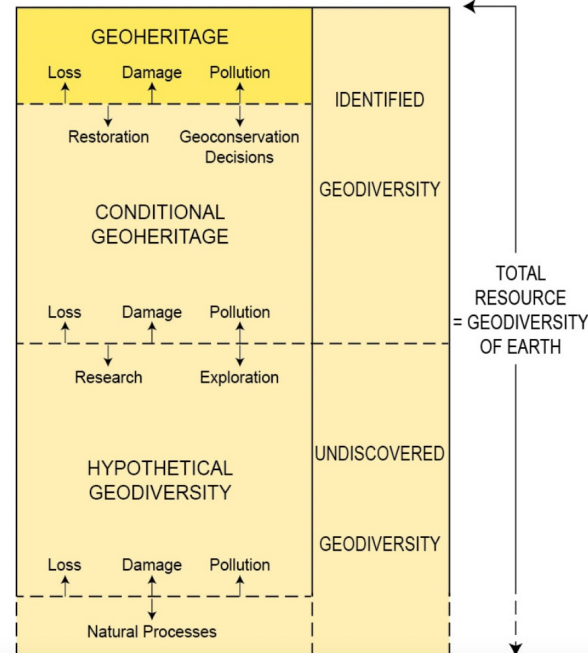 GEOHERITAGE
Loss Damage Pollution
Restoration Geoconservation
Decisions
CONDITIONAL
GEOHERITAGE
Loss Damage Pollution
Research Exploration
HYPOTHETICAL
GEODIVERSITY
Loss Damage Pollution
Natural Processes
IDENTIFIED
GEODIVERSITY
UNDISCOVERED
GEODIVERSITY
TOTAL
RESOURCE
= GEODIVERSITY
OF EARTH